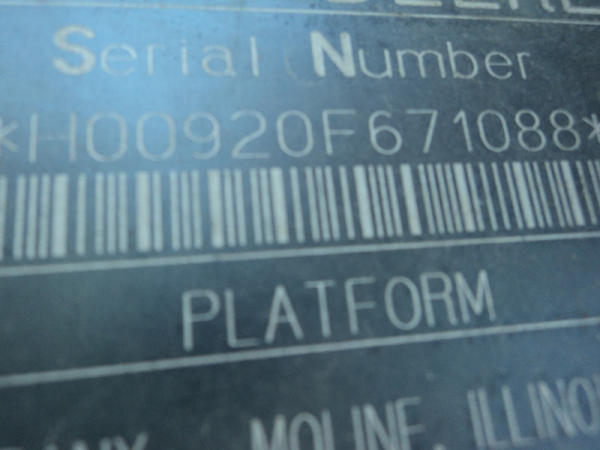 Serial Number
*H00920F671088*
PLATFORM
MOLINE, ILLINO